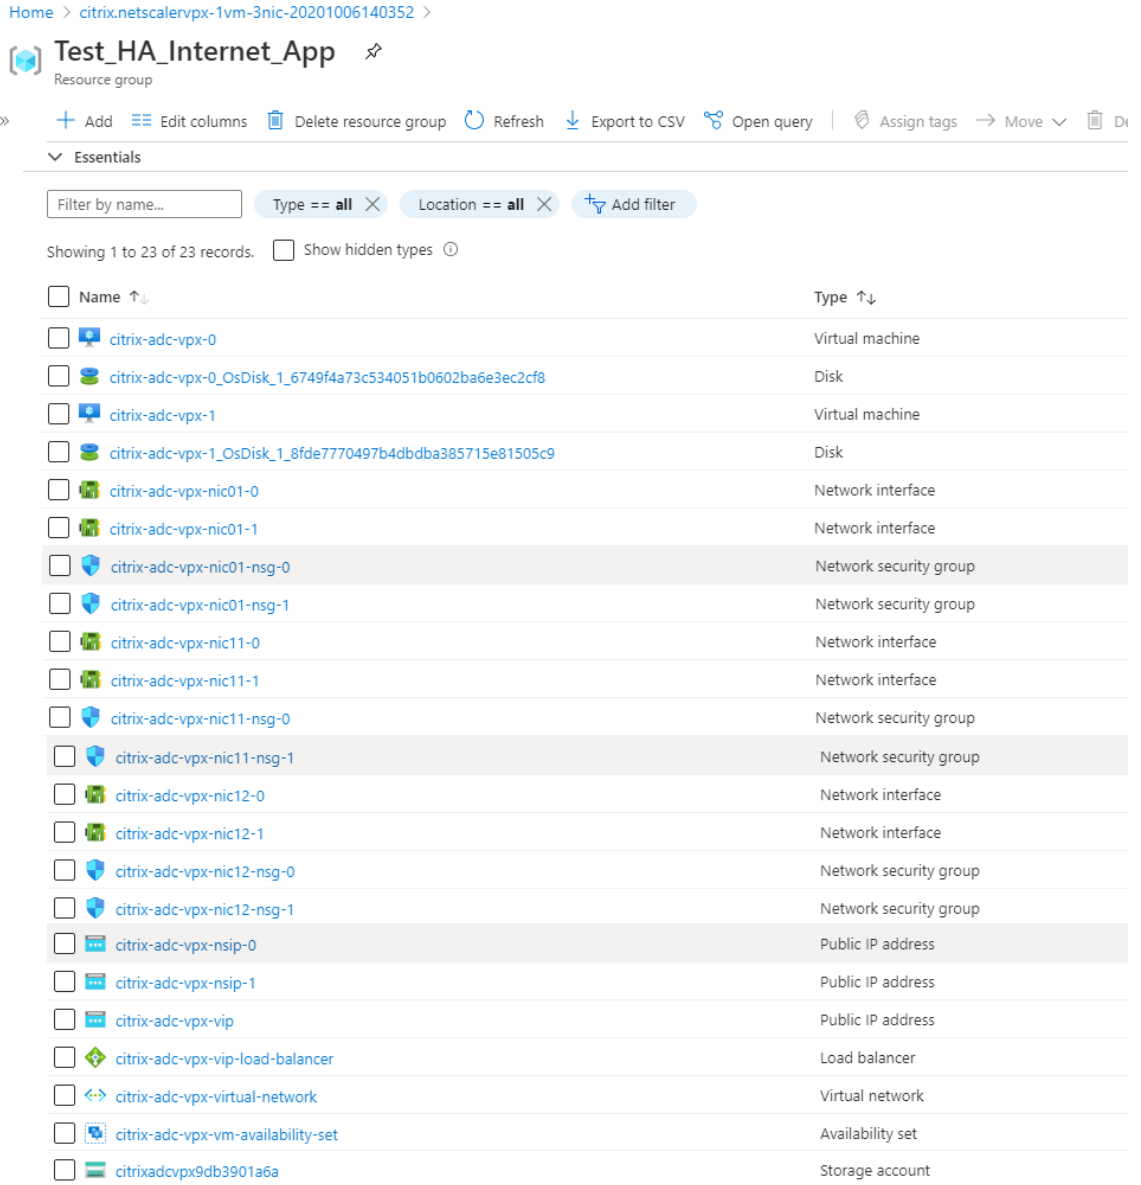 Home > citrix.netscalervpx-1vm-3nic-20201006140352 >
Test_HA_Internet_App
Resource group
» Add Edit columns Delete resource group Refresh Export to CSV Open query Assign tags Move De
Essentials
Filter by name... Type == all Location == all Add filter
Showing 1 to 23 of 23 records. Show hidden types
Name Type
citrix-adc-vpx-0 Virtual machine
citrix-adc-vpx-0_OsDisk_1_6749f4a73c534051b0602ba6e3ec2cf8 Disk
citrix-adc-vpx-1 Virtual machine
citrix-adc-vpx-1_OsDisk_1_8fde7770497b4dbdba385715e81505c9 Disk
citrix-adc-vpx-nic01-0 Network interface
citrix-adc-vpx-nic01-1 Network interface
citrix-adc-vpx-nic01-nsg-0 Network security group
citrix-adc-vpx-nic01-nsg-1 Network security group
citrix-adc-vpx-nic11-0 Network interface
citrix-adc-vpx-nic11-1 Network interface
citrix-adc-vpx-nic11-nsg-0 Network security group
citrix-adc-vpx-nic11-nsg-1 Network security group
citrix-adc-vpx-nic12-0 Network interface
citrix-adc-vpx-nic12-1 Network interface
citrix-adc-vpx-nic12-nsg-0 Network security group
citrix-adc-vpx-nic12-nsg-1 Network security group
citrix-adc-vpx-nsip-0 Public IP address
citrix-adc-vpx-nsip-1 Public IP address
citrix-adc-vpx-vip Public IP address
citrix-adc-vpx-vip-load-balancer Load balancer
citrix-adc-vpx-virtual-network Virtual network
citrix-adc-vpx-vm-availability-set Availability set
citrixadcvpx9db3901a6a Storage account